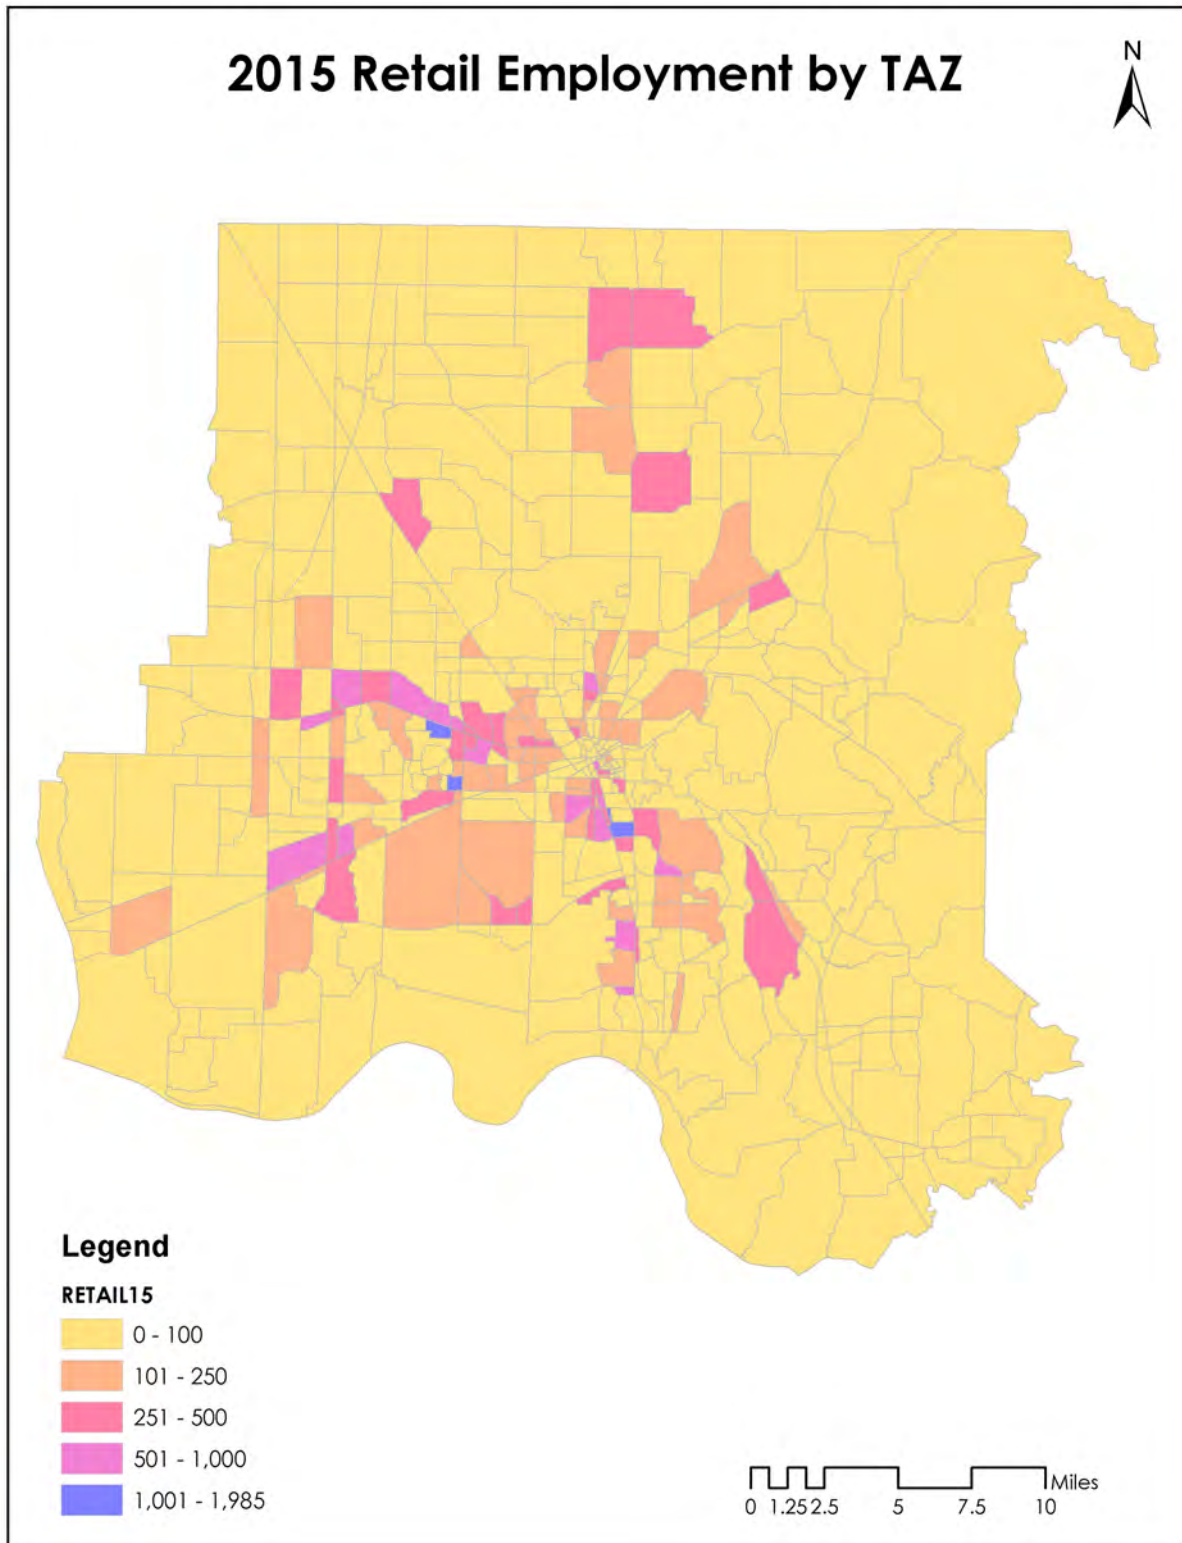 2015 Retail Employment by TAZ
N
Legend
RETAIL15
0 - 100
101 - 250
251 - 500
501 - 1,000
1,001 - 1,985
Miles
0 1.25 2.5 5 7.5 10